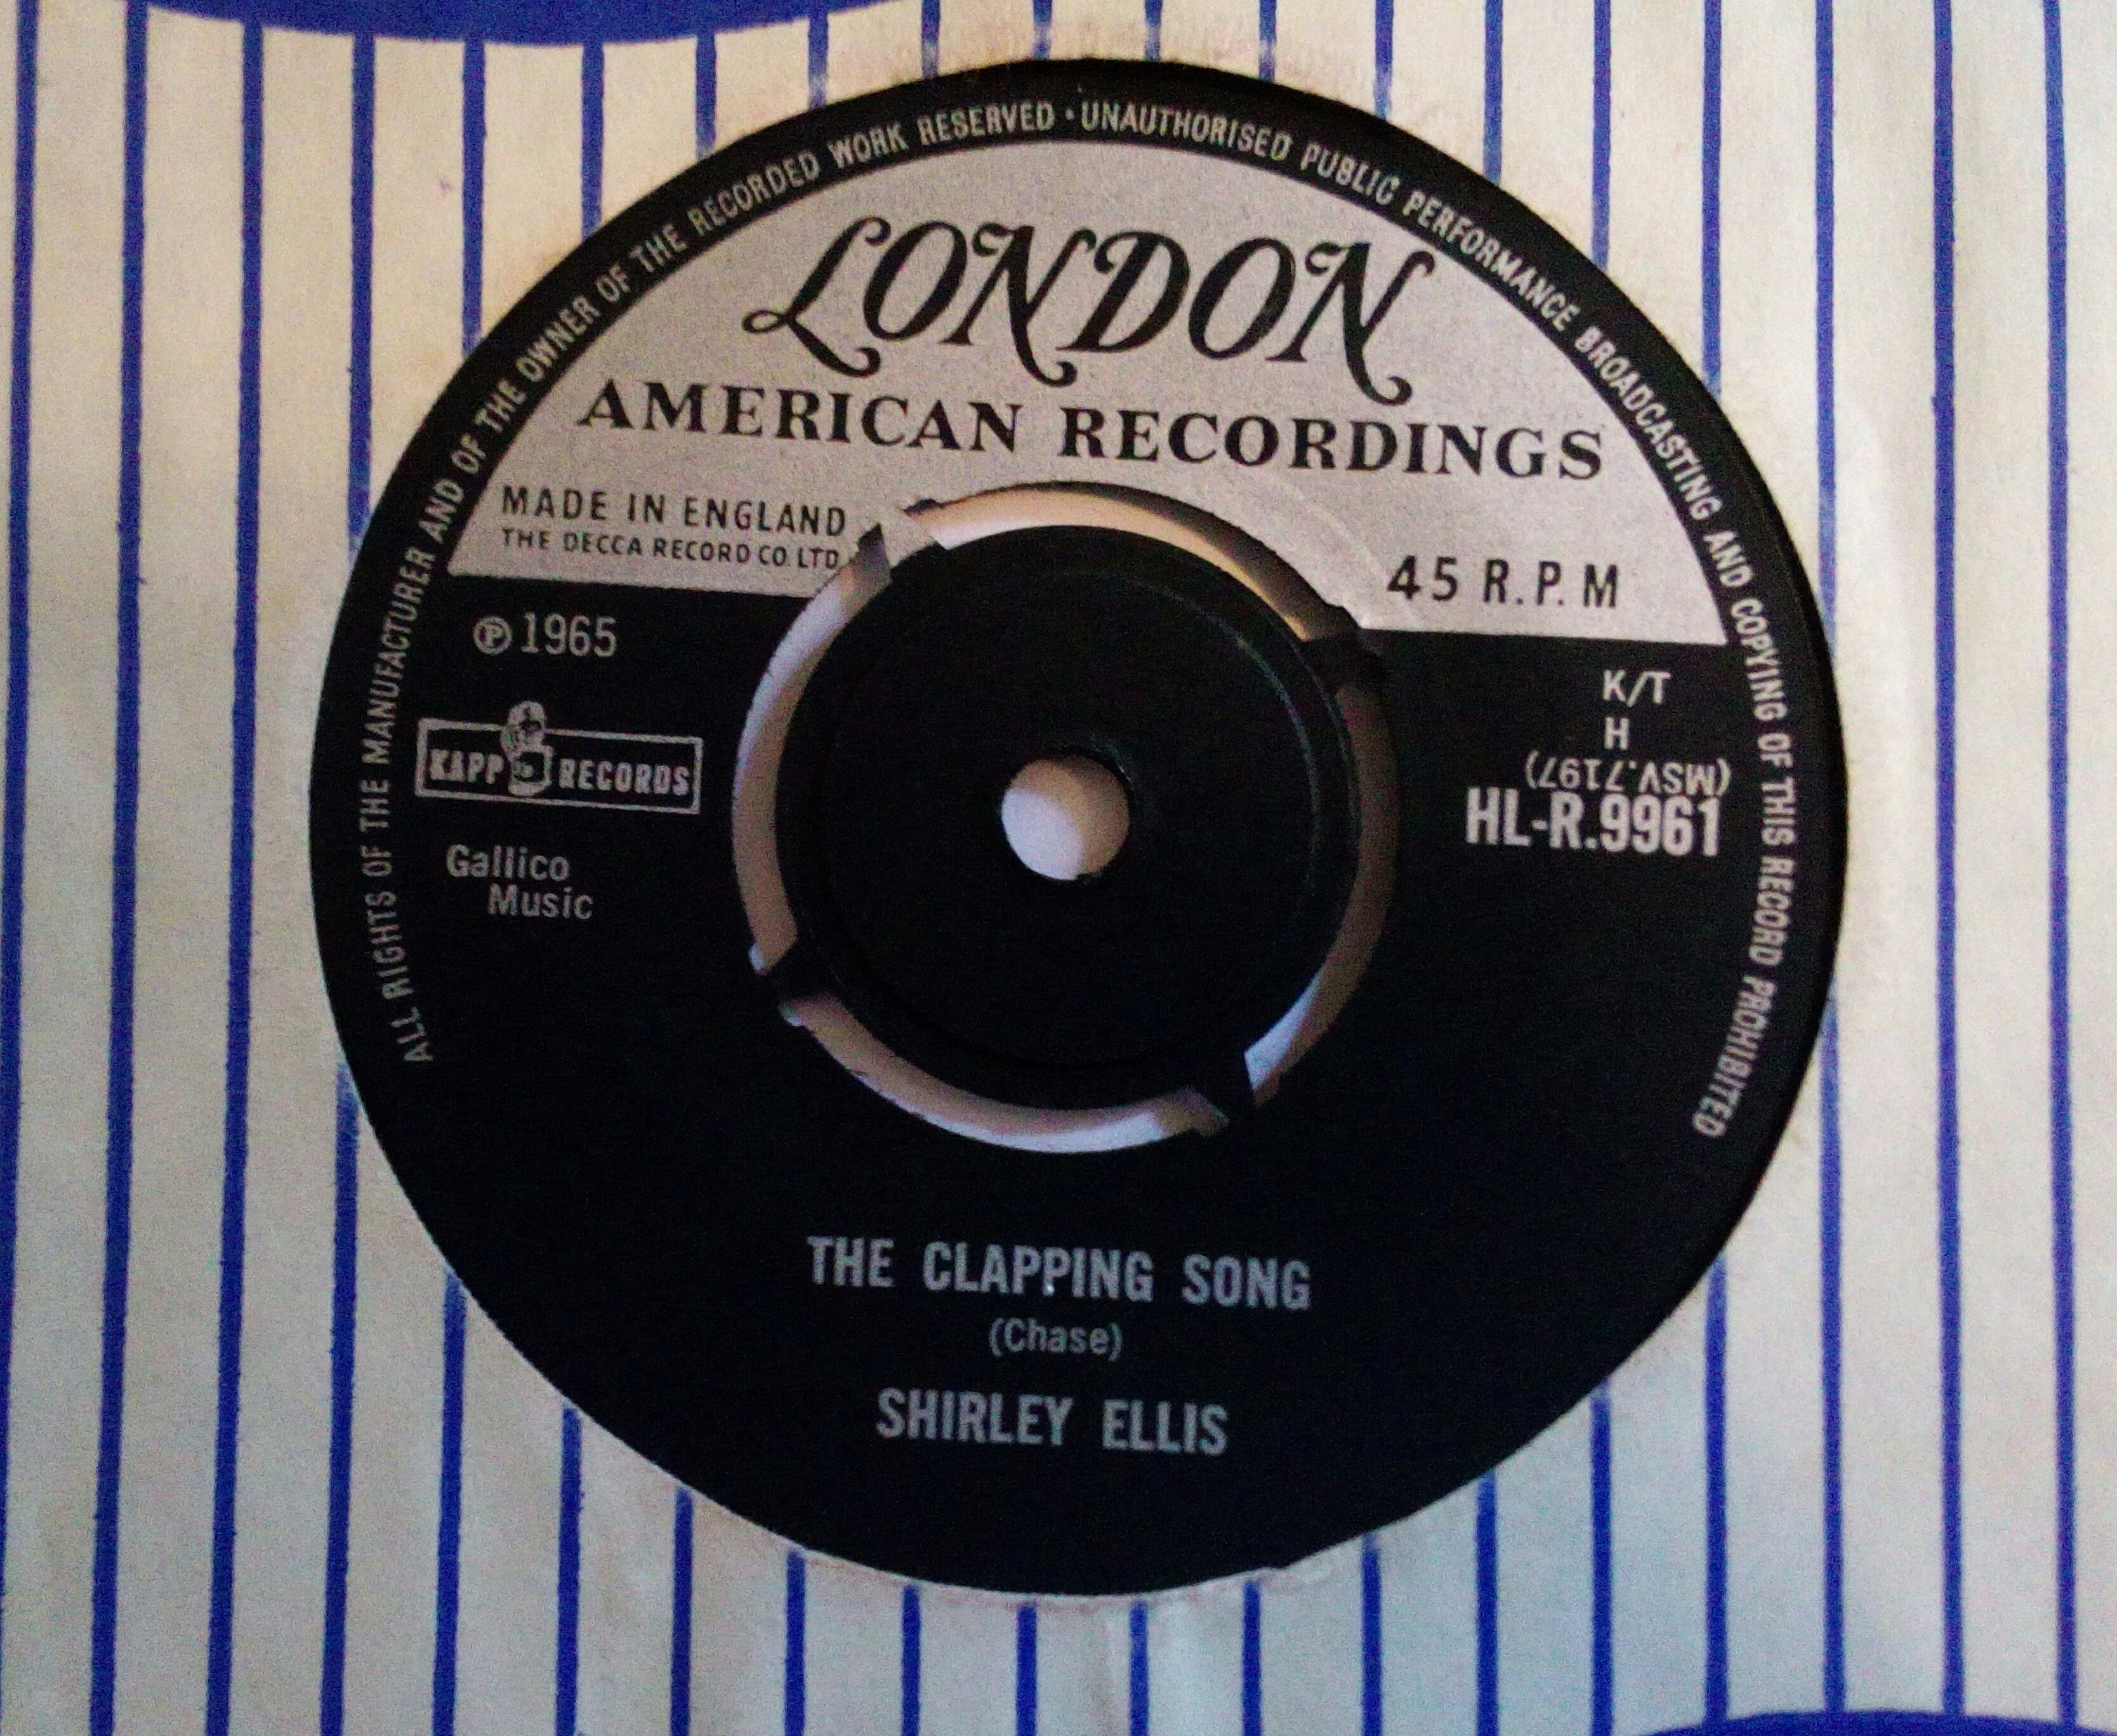 ALL RIGHTS OF THE MANUFACTURER AND OF THE OWNER OF THE RECORDED WORK RESERVED · UNAUTHORISED PUBLIC PERFORMANCE BROADCASTING AND COPYING OF THIS RECORD PROHIBITED
LONDON
AMERICAN RECORDINGS
MADE IN ENGLAND
THE DECCA RECORD CO. LTD.
45 R.P.M
℗ 1965
K/T
H
(MSV.7197)
KAPP RECORDS
HL-R.9961
Gallico
Music
THE CLAPPING SONG
(Chase)
SHIRLEY ELLIS